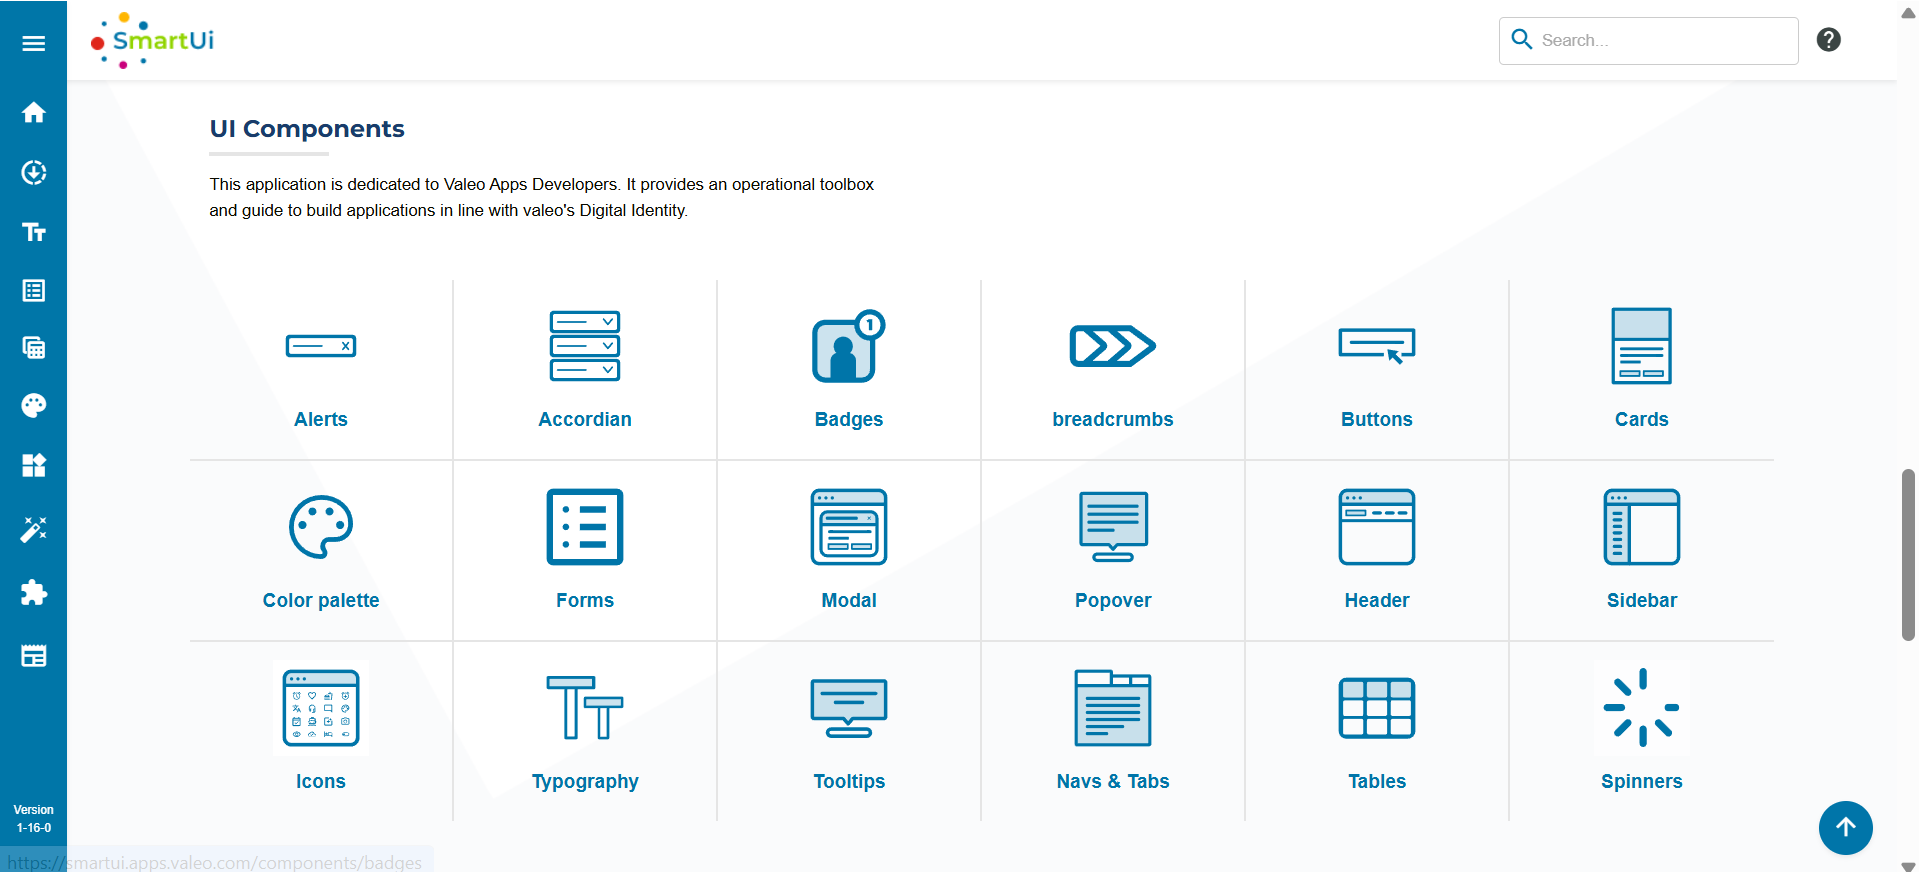 SmartUi
Search...
UI Components
This application is dedicated to Valeo Apps Developers. It provides an operational toolbox
and guide to build applications in line with valeo's Digital Identity.
1
Alerts
Accordian
Badges
breadcrumbs
Buttons
Cards
Color palette
Forms
Modal
Popover
Header
Sidebar
Icons
Typography
Tooltips
Navs & Tabs
Tables
Spinners
Version
1-16-0
https://smartui.apps.valeo.com/components/badges